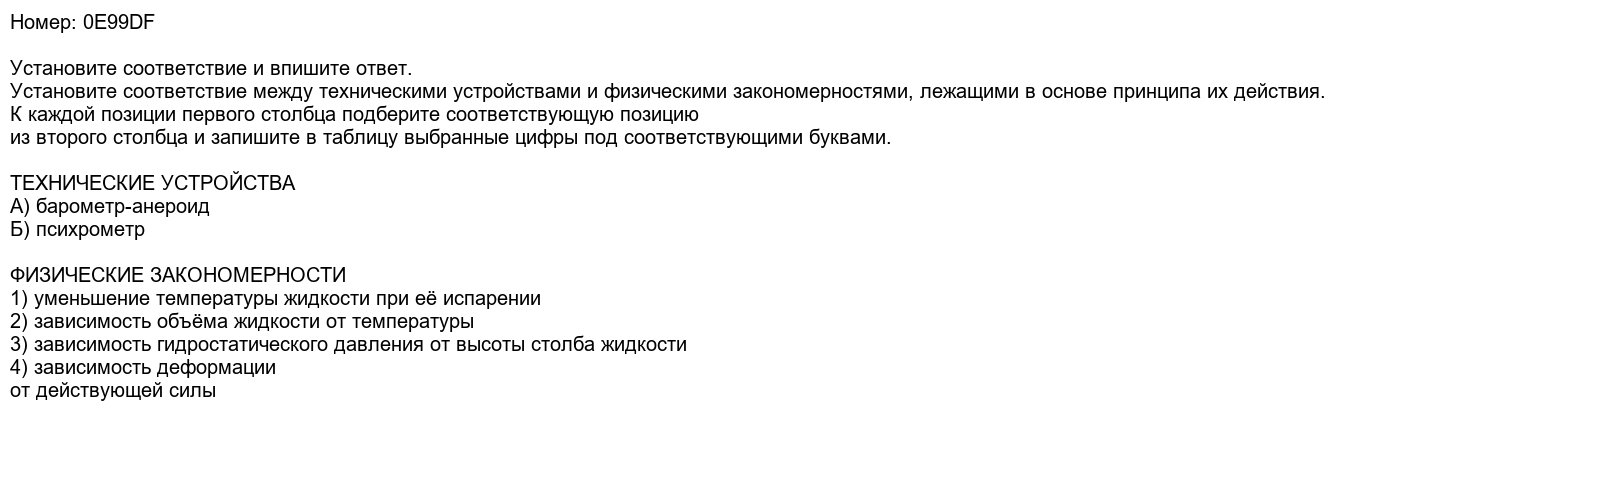 Номер: 0E99DF
Установите соответствие и впишите ответ.
Установите соответствие между техническими устройствами и физическими закономерностями, лежащими в основе принципа их действия.
К каждой позиции первого столбца подберите соответствующую позицию
из второго столбца и запишите в таблицу выбранные цифры под соответствующими буквами.
ТЕХНИЧЕСКИЕ УСТРОЙСТВА
А) барометр-анероид
Б) психрометр
ФИЗИЧЕСКИЕ ЗАКОНОМЕРНОСТИ
1) уменьшение температуры жидкости при её испарении
2) зависимость объёма жидкости от температуры
3) зависимость гидростатического давления от высоты столба жидкости
4) зависимость деформации
от действующей силы